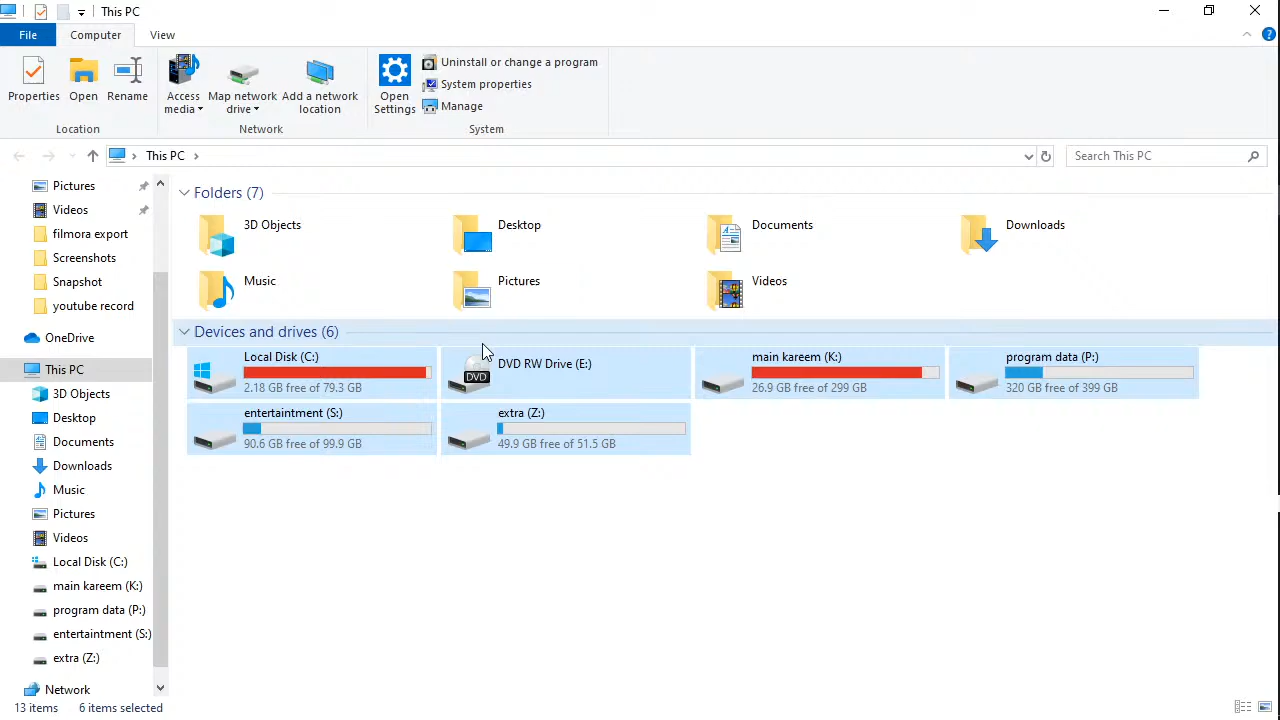 This PC
File
Computer
View
Properties
Open
Rename
Access
media
Map network
drive
Add a network
location
Open
Settings
Uninstall or change a program
System properties
Manage
Location
Network
System
This PC
Search This PC
Pictures
Videos
filmora export
Screenshots
Snapshot
youtube record
OneDrive
This PC
3D Objects
Desktop
Documents
Downloads
Music
Pictures
Videos
Local Disk (C:)
main kareem (K:)
program data (P:)
entertaintment (S:)
extra (Z:)
Network
Folders (7)
3D Objects
Desktop
Documents
Downloads
Music
Pictures
Videos
Devices and drives (6)
Local Disk (C:)
2.18 GB free of 79.3 GB
DVD RW Drive (E:)
DVD
main kareem (K:)
26.9 GB free of 299 GB
program data (P:)
320 GB free of 399 GB
entertaintment (S:)
90.6 GB free of 99.9 GB
extra (Z:)
49.9 GB free of 51.5 GB
13 items
6 items selected